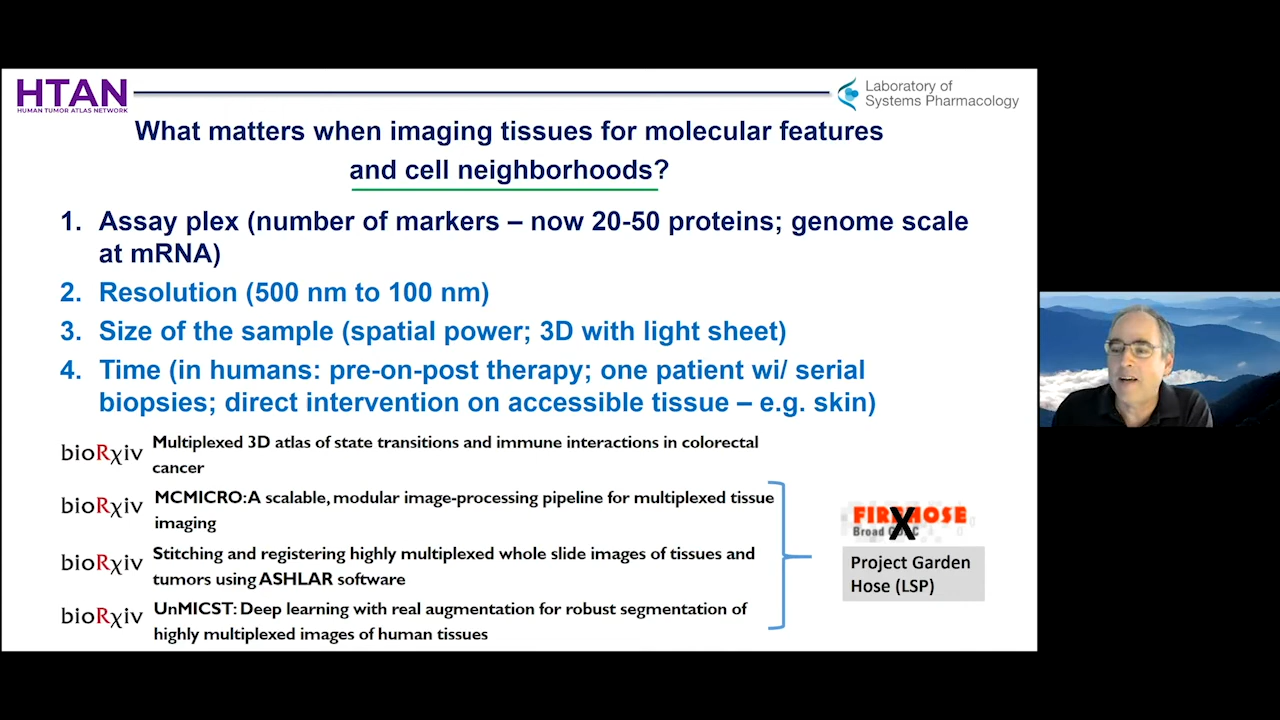 HTAN
HUMAN TUMOR ATLAS NETWORK
Laboratory of
Systems Pharmacology
What matters when imaging tissues for molecular features
and cell neighborhoods?
1. Assay plex (number of markers – now 20-50 proteins; genome scale
at mRNA)
2. Resolution (500 nm to 100 nm)
3. Size of the sample (spatial power; 3D with light sheet)
4. Time (in humans: pre-on-post therapy; one patient wi/ serial
biopsies; direct intervention on accessible tissue – e.g. skin)
bioRχiv
Multiplexed 3D atlas of state transitions and immune interactions in colorectal
cancer
bioRχiv
MCMICRO: A scalable, modular image-processing pipeline for multiplexed tissue
imaging
bioRχiv
Stitching and registering highly multiplexed whole slide images of tissues and
tumors using ASHLAR software
bioRχiv
UnMICST: Deep learning with real augmentation for robust segmentation of
highly multiplexed images of human tissues
FIREHOSE
X
Broad
Project Garden
Hose (LSP)